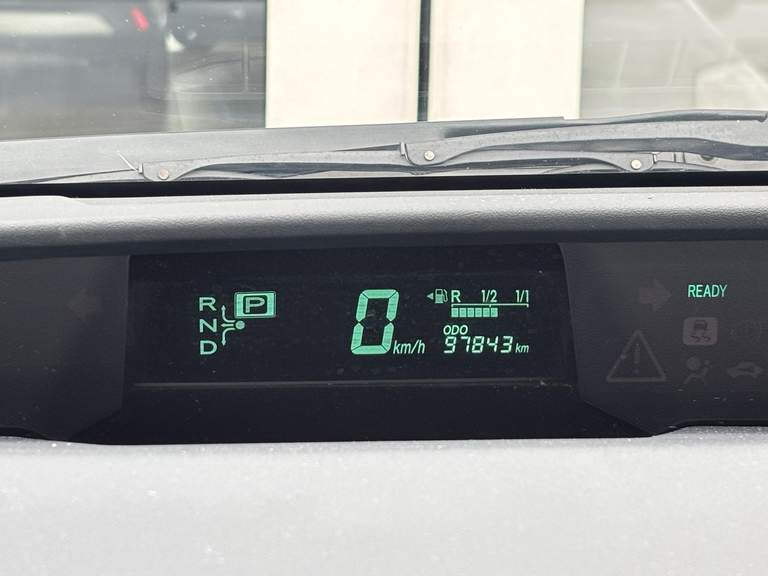 R P
N
D
0 km/h
R 1/2 1/1
ODO
97843 km
READY